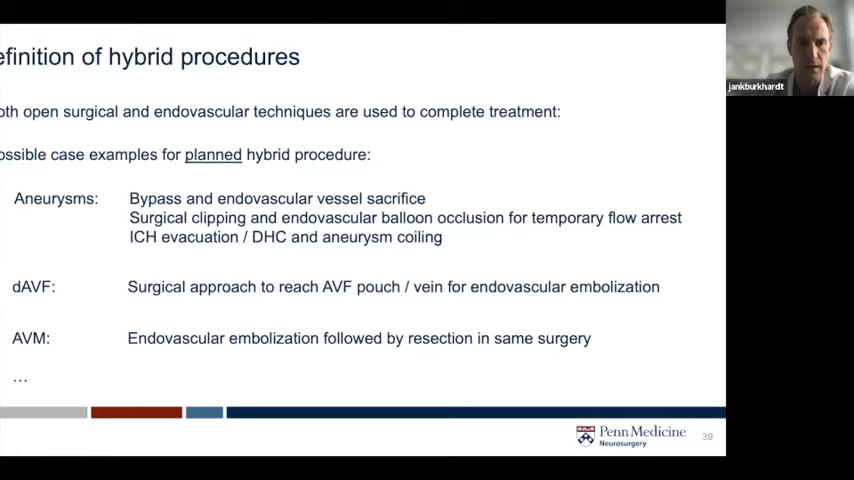 efinition of hybrid procedures
oth open surgical and endovascular techniques are used to complete treatment:
ossible case examples for planned hybrid procedure:
Aneurysms: Bypass and endovascular vessel sacrifice
Surgical clipping and endovascular balloon occlusion for temporary flow arrest
ICH evacuation / DHC and aneurysm coiling
dAVF: Surgical approach to reach AVF pouch / vein for endovascular embolization
AVM: Endovascular embolization followed by resection in same surgery
...
Penn Medicine
Neurosurgery
39
jankburkhardt